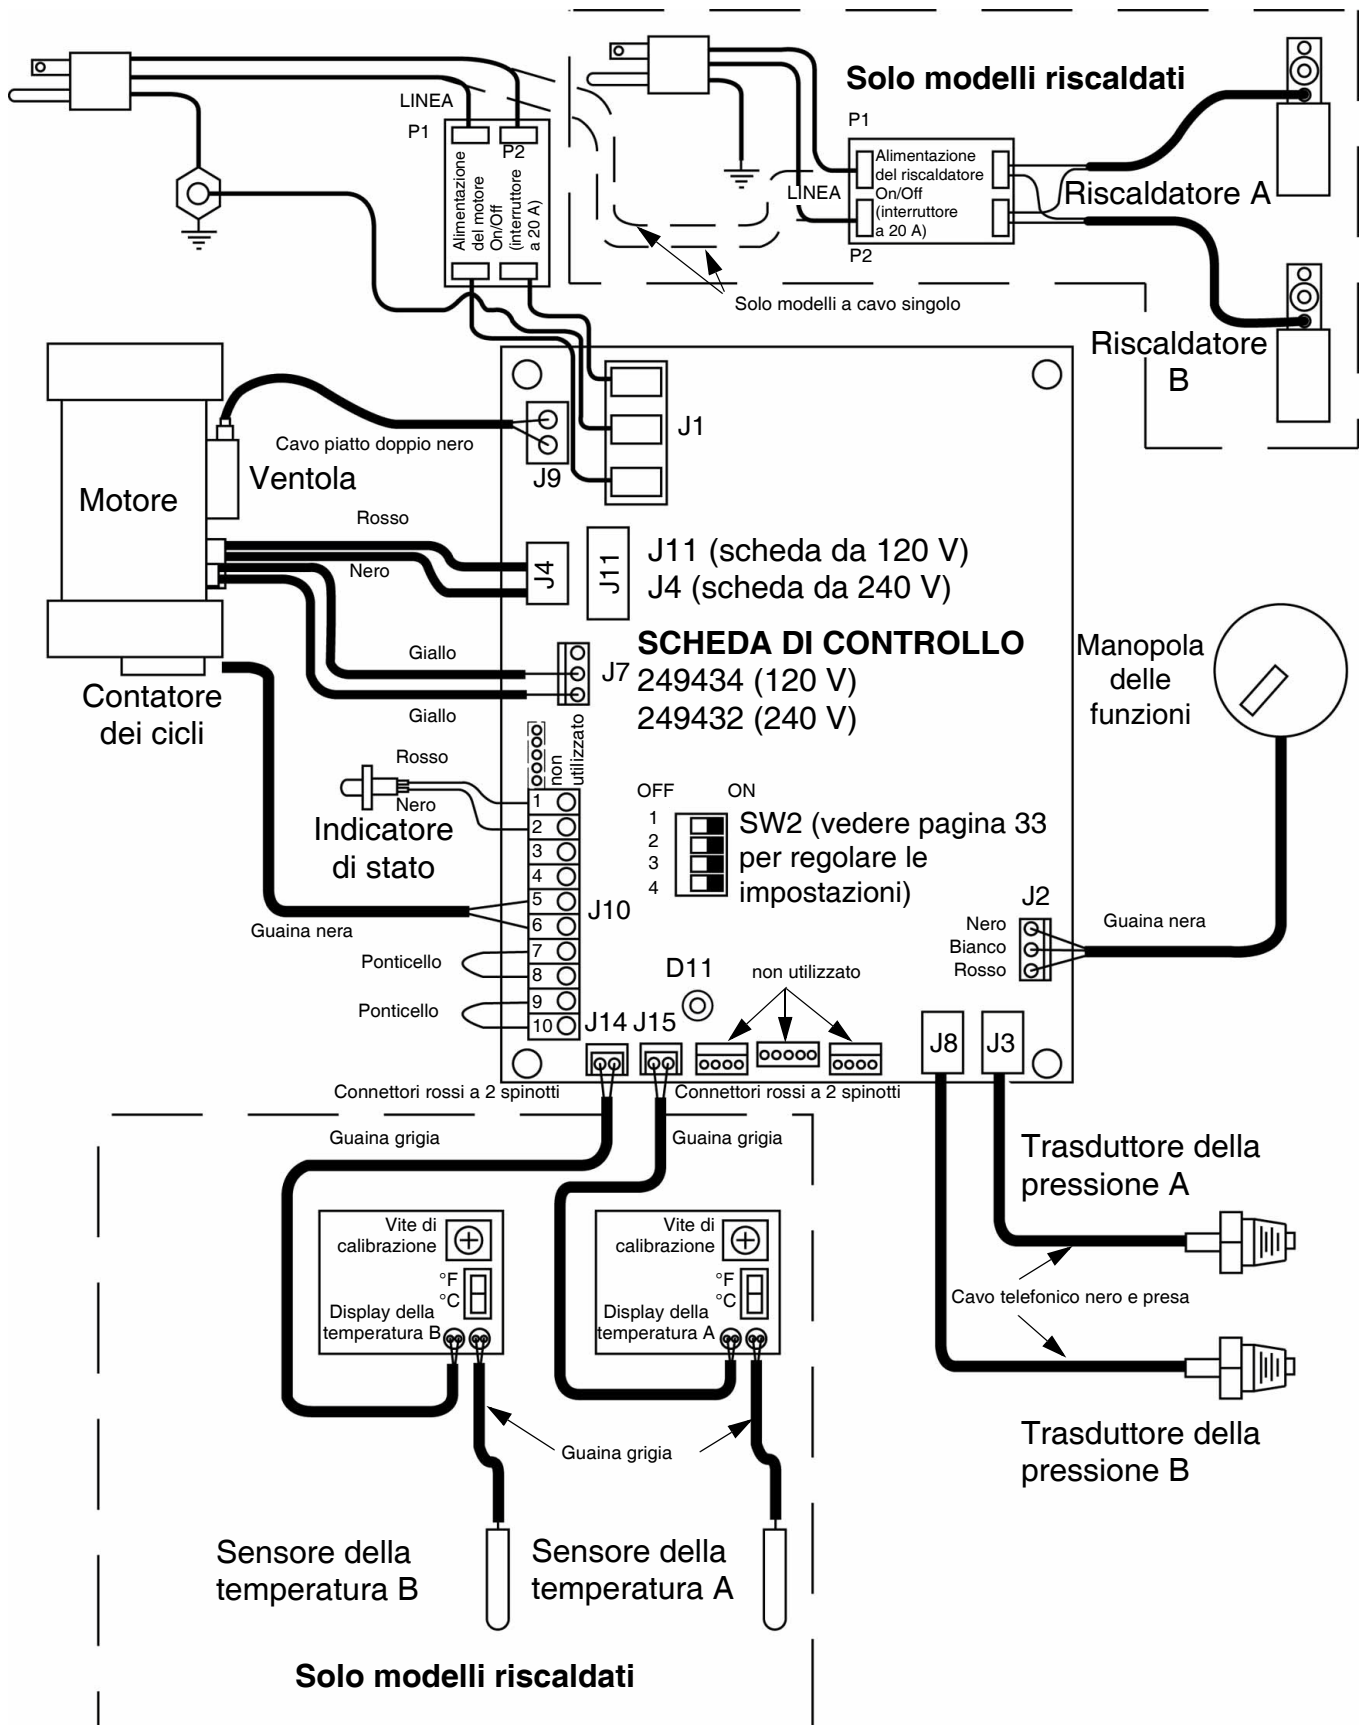 Solo modelli riscaldati
LINEA
P1
P2
Alimentazione
del motore
On/Off
(interruttore
a 20 A)
P1
Alimentazione
del riscaldatore
On/Off
(interruttore
a 20 A)
LINEA
P2
Riscaldatore A
Solo modelli a cavo singolo
Riscaldatore
B
Cavo piatto doppio nero
J9
J1
Ventola
Motore
Rosso
Nero
J4
J11
J11 (scheda da 120 V)
J4 (scheda da 240 V)
SCHEDA DI CONTROLLO
249434 (120 V)
249432 (240 V)
Giallo
J7
Giallo
Contatore
dei cicli
Manopola
delle
funzioni
non
utilizzato
Rosso
Nero
Indicatore
di stato
1
2
3
4
5
6
7
8
9
10
J10
OFF
ON
1
2
3
4
SW2 (vedere pagina 33
per regolare le
impostazioni)
Guaina nera
Ponticello
Ponticello
J2
Nero
Bianco
Rosso
Guaina nera
D11
non utilizzato
J14
J15
J8
J3
Connettori rossi a 2 spinotti
Connettori rossi a 2 spinotti
Guaina grigia
Guaina grigia
Trasduttore della
pressione A
Vite di
calibrazione
°F
°C
Display della
temperatura B
Vite di
calibrazione
°F
°C
Display della
temperatura A
Cavo telefonico nero e presa
Trasduttore della
pressione B
Guaina grigia
Sensore della
temperatura B
Sensore della
temperatura A
Solo modelli riscaldati